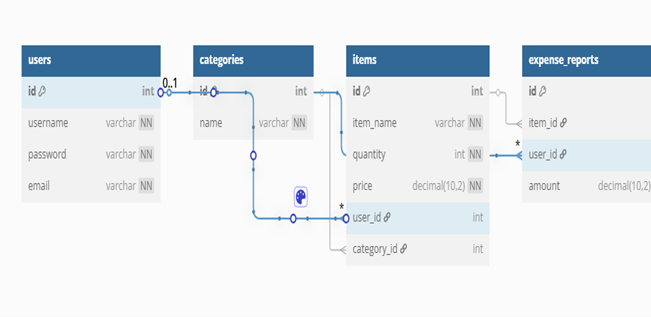 users
id int
username varchar NN
password varchar NN
email varchar NN
0..1
categories
id int
name varchar NN
items
id int
item_name varchar NN
quantity int NN
price decimal(10,2) NN
* user_id int
category_id int
expense_reports
id
item_id
* user_id
amount decimal(10,2)